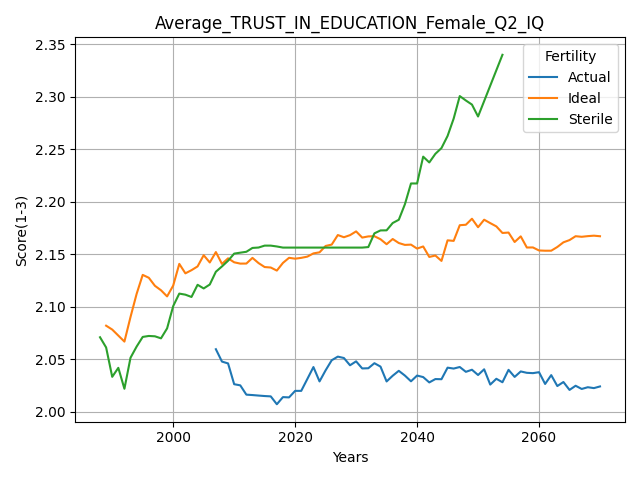 Average_TRUST_IN_EDUCATION_Female_Q2_IQ
Score(1-3)
2.35
2.30
2.25
2.20
2.15
2.10
2.05
2.00
Fertility
Actual
Ideal
Sterile
2000
2020
2040
2060
Years